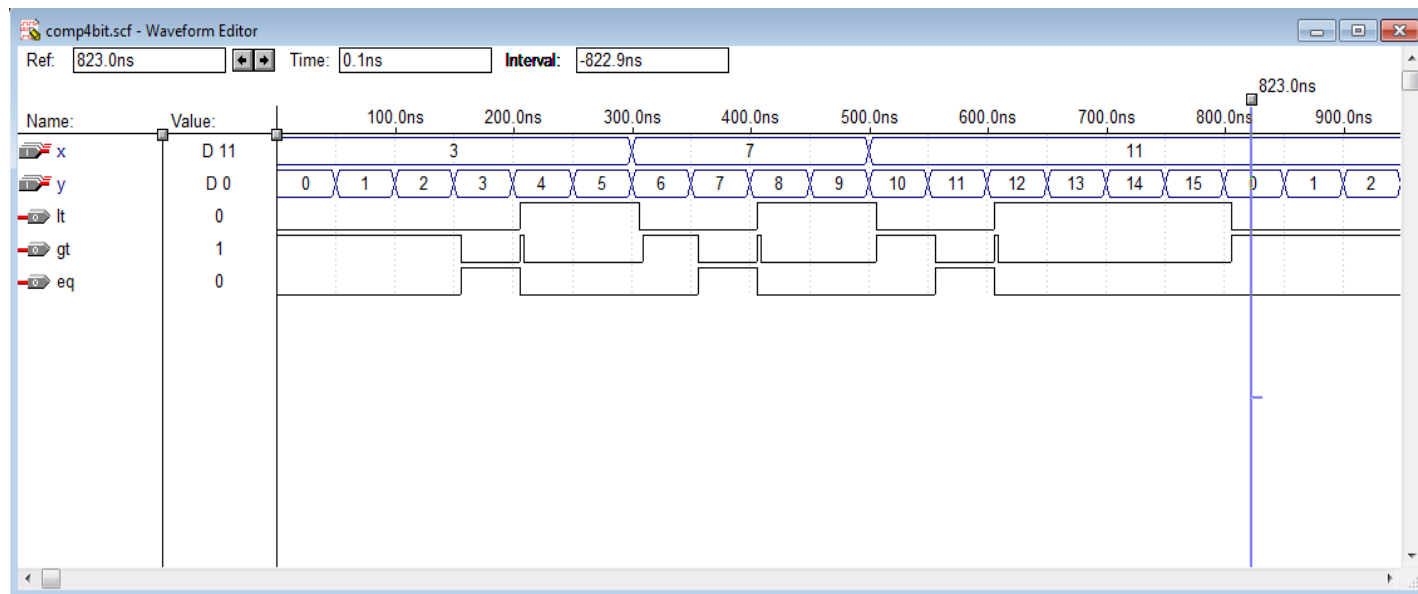 comp4bit.scf - Waveform Editor
Ref: 823.0ns Time: 0.1ns Interval: -822.9ns
823.0ns
Name: Value: 100.0ns 200.0ns 300.0ns 400.0ns 500.0ns 600.0ns 700.0ns 800.0ns 900.0ns
x D 11 3 7 11
y D 0 0 1 2 3 4 5 6 7 8 9 10 11 12 13 14 15 0 1 2
lt 0
gt 1
eq 0